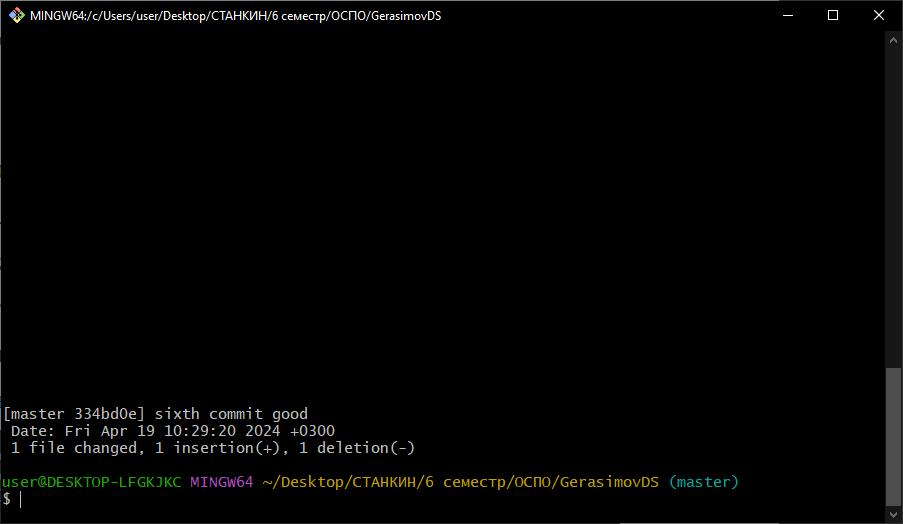 MINGW64:/c/Users/user/Desktop/СТАНКИН/6 семестр/ОСПО/GerasimovDS
[master 334bd0e] sixth commit good
 Date: Fri Apr 19 10:29:20 2024 +0300
 1 file changed, 1 insertion(+), 1 deletion(-)
user@DESKTOP-LFGKJKC MINGW64 ~/Desktop/СТАНКИН/6 семестр/ОСПО/GerasimovDS (master)
$